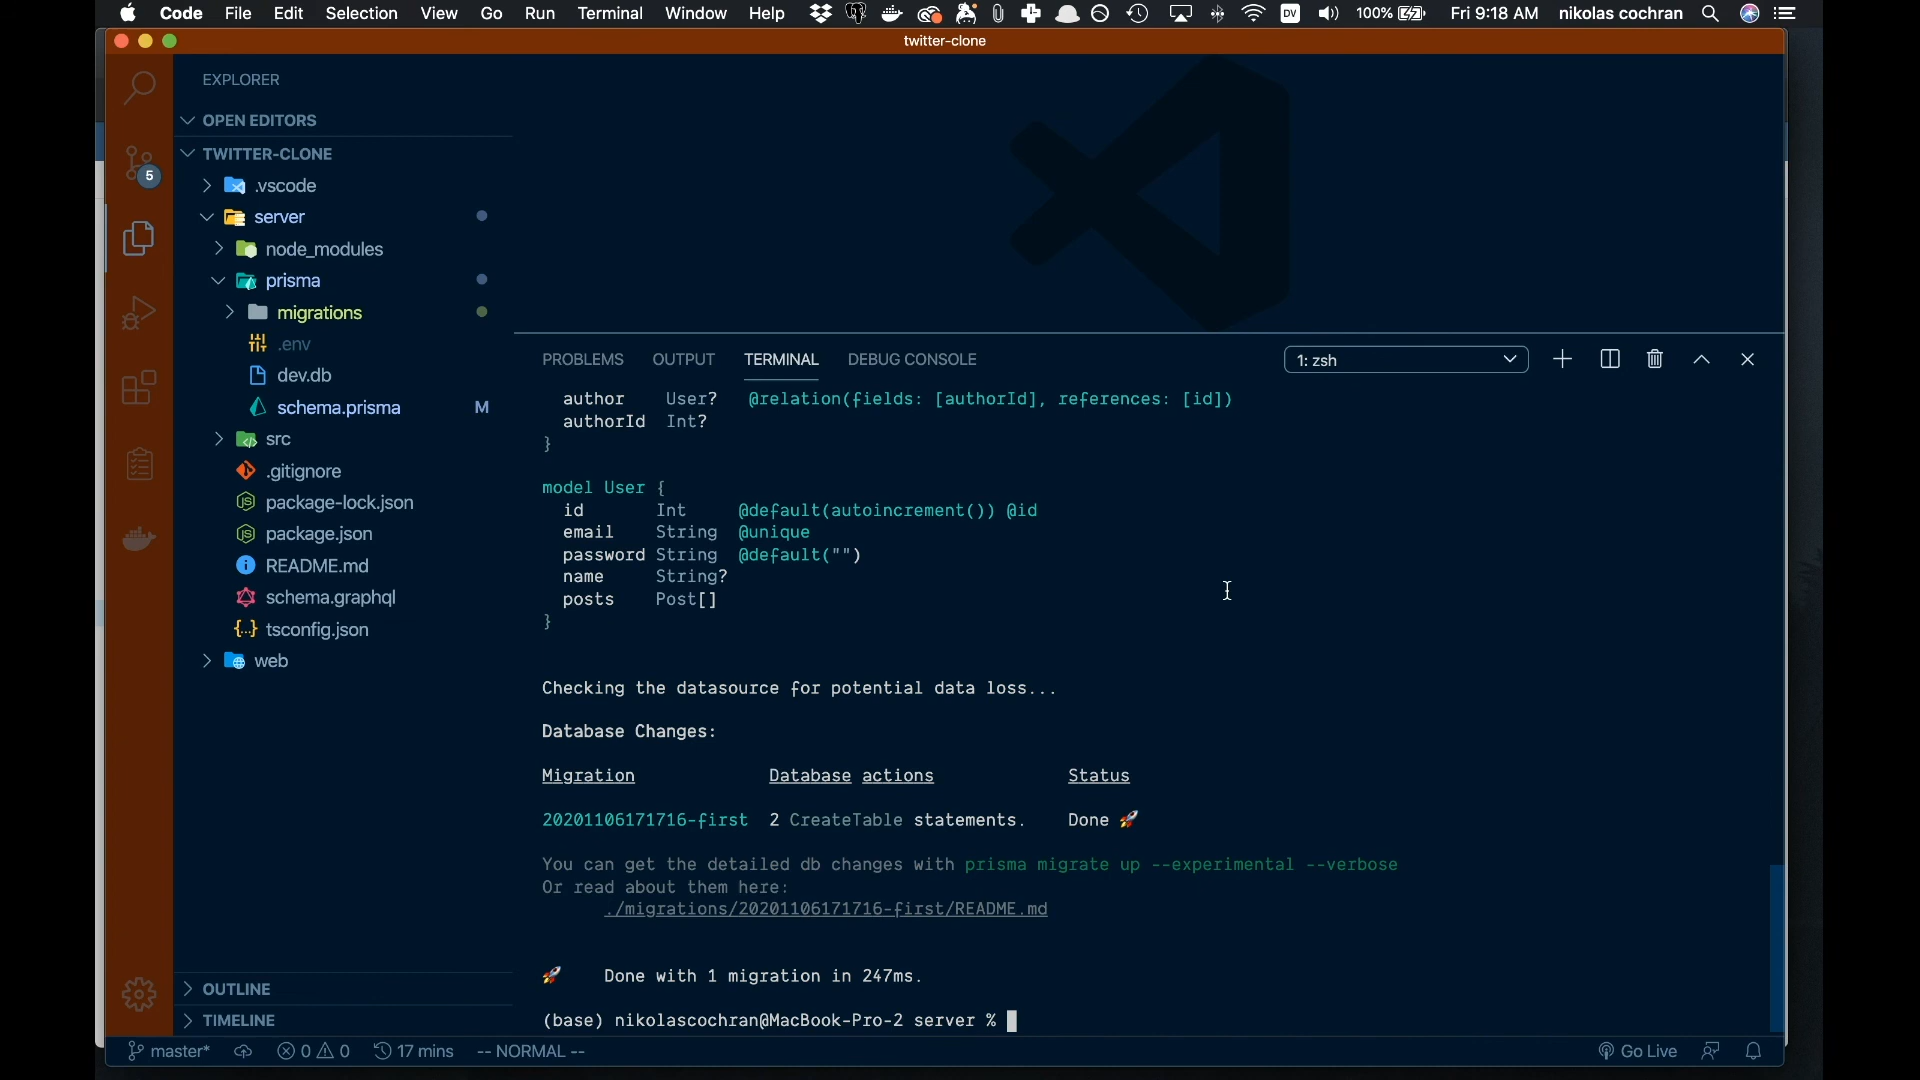 Code File Edit Selection View Go Run Terminal Window Help DV 100% Fri 9:18 AM nikolas cochran
twitter-clone
EXPLORER
OPEN EDITORS
TWITTER-CLONE
.vscode
server
node_modules
prisma
migrations
.env
dev.db
schema.prisma M
src
.gitignore
package-lock.json
package.json
README.md
schema.graphql
tsconfig.json
web
OUTLINE
TIMELINE
5
PROBLEMS OUTPUT TERMINAL DEBUG CONSOLE 1: zsh
author User? @relation(fields: [authorId], references: [id])
authorId Int?
}
model User {
id Int @default(autoincrement()) @id
email String @unique
password String @default("")
name String?
posts Post[]
}
Checking the datasource for potential data loss...
Database Changes:
Migration Database actions Status
20201106171716-first 2 CreateTable statements. Done 🚀
You can get the detailed db changes with prisma migrate up --experimental --verbose
Or read about them here:
./migrations/20201106171716-first/README.md
🚀 Done with 1 migration in 247ms.
(base) nikolascochran@MacBook-Pro-2 server %
master* 0 0 17 mins -- NORMAL -- Go Live